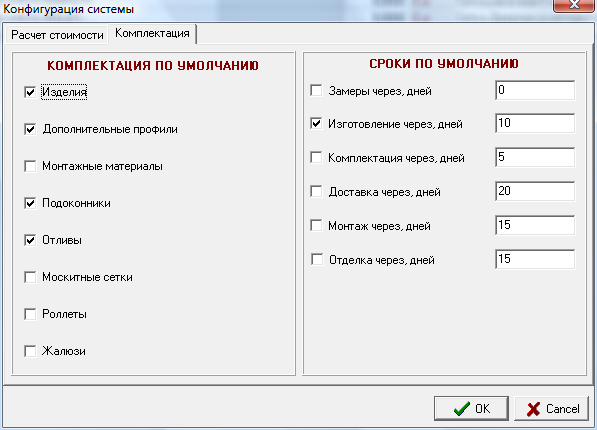 Конфигурация системы
Расчет стоимости
Комплектация
КОМПЛЕКТАЦИЯ ПО УМОЛЧАНИЮ
Изделия
Дополнительные профили
Монтажные материалы
Подоконники
Отливы
Москитные сетки
Роллеты
Жалюзи
СРОКИ ПО УМОЛЧАНИЮ
Замеры через, дней 0
Изготовление через, дней 10
Комплектация через, дней 5
Доставка через, дней 20
Монтаж через, дней 15
Отделка через, дней 15
OK
Cancel